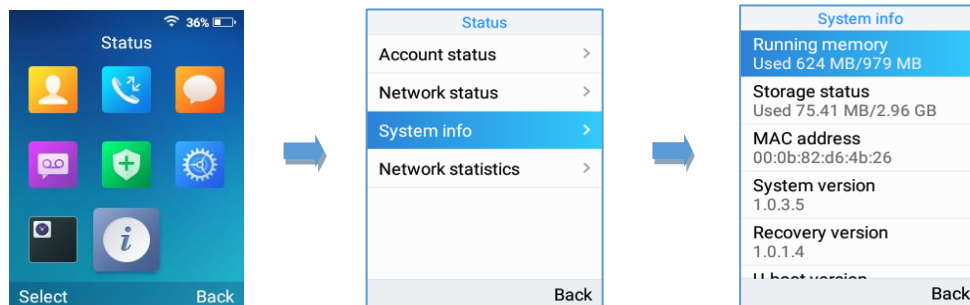 36%
Status
Select
Back
Status
Account status
Network status
System info
Network statistics
Back
System info
Running memory
Used 624 MB/979 MB
Storage status
Used 75.41 MB/2.96 GB
MAC address
00:0b:82:d6:4b:26
System version
1.0.3.5
Recovery version
1.0.1.4
Back